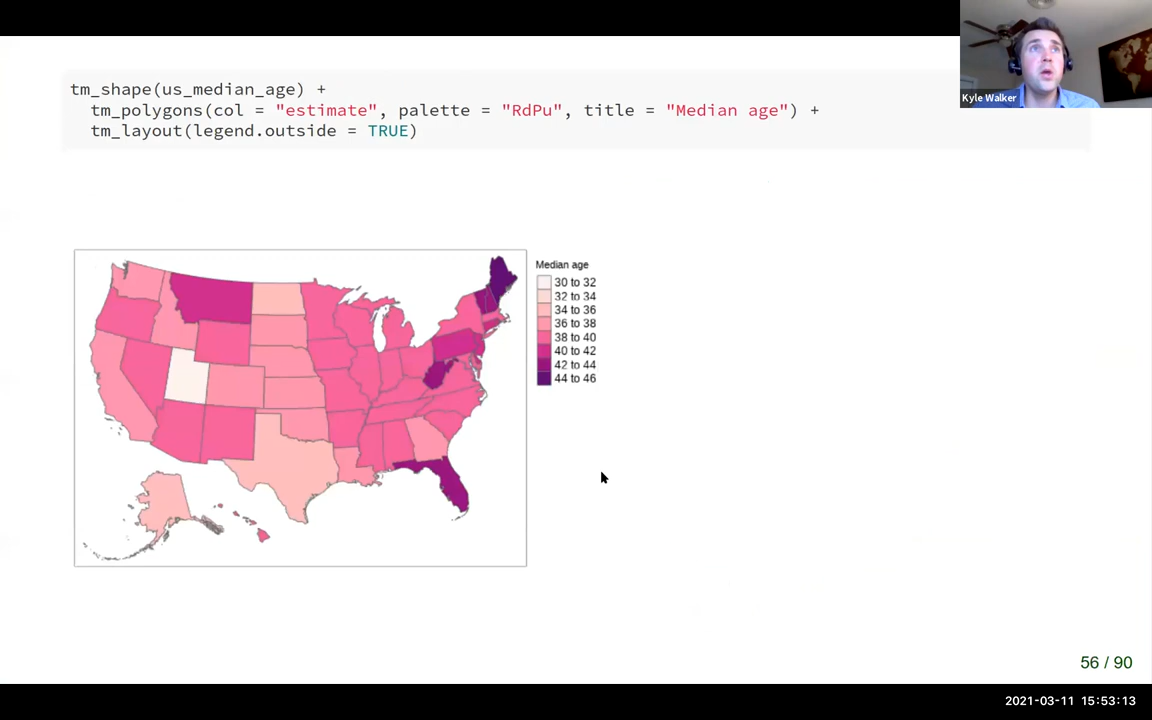 Kyle Walker
tm_shape(us_median_age) +
tm_polygons(col = "estimate", palette = "RdPu", title = "Median age") +
tm_layout(legend.outside = TRUE)
Median age
30 to 32
32 to 34
34 to 36
36 to 38
38 to 40
40 to 42
42 to 44
44 to 46
56 / 90
2021-03-11 15:53:13